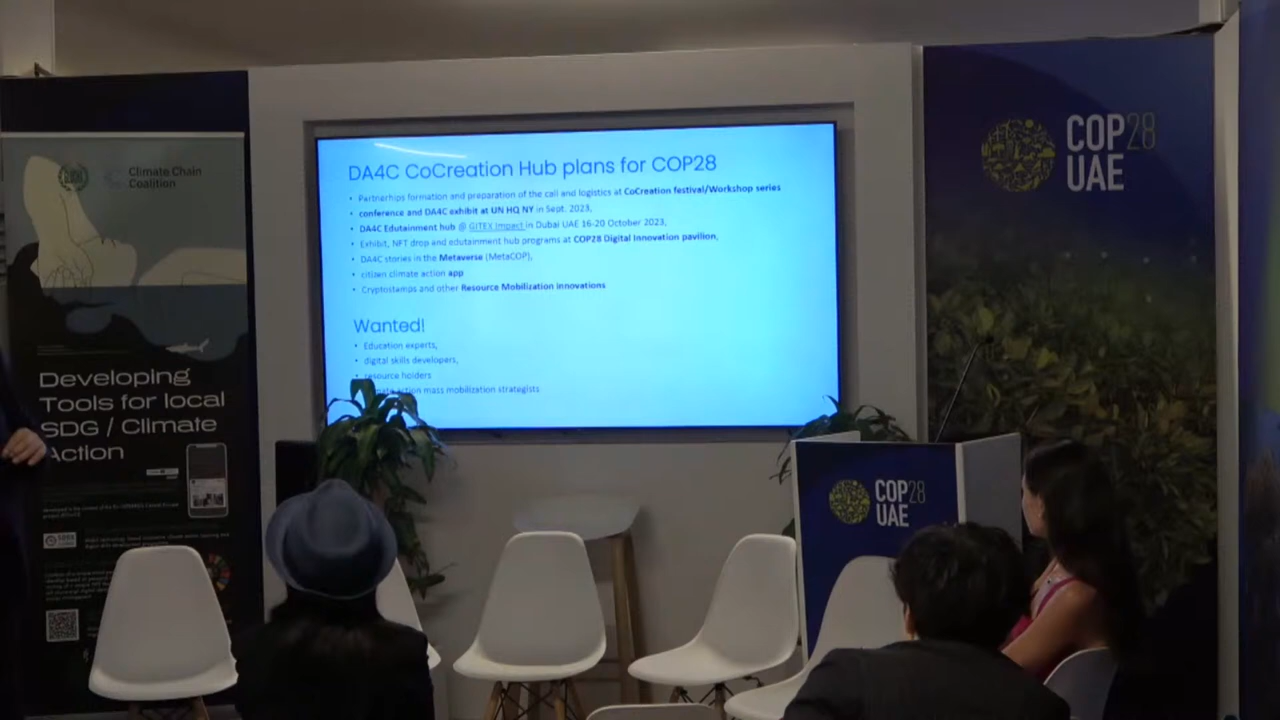 Climate Chain
Coalition
Developing
Tools for local
SDG / Climate
Action
DA4C CoCreation Hub plans for COP28
• Partnerhips formation and preparation of the call and logistics at CoCreation festival/Workshop series
• conference and DA4C exhibit at UN HQ NY in Sept. 2023,
• DA4C Edutainment hub @ GITEX Impact in Dubai UAE 16-20 October 2023,
• Exhibit, NFT drop and edutainment hub programs at COP28 Digital Innovation pavilion,
• DA4C stories in the Metaverse (MetaCOP),
• citizen climate action app
• Cryptostamps and other Resource Mobilization innovations
Wanted!
• Education experts,
• digital skills developers,
• resource holders
action mass mobilization strategists
COP28
UAE
COP28
UAE